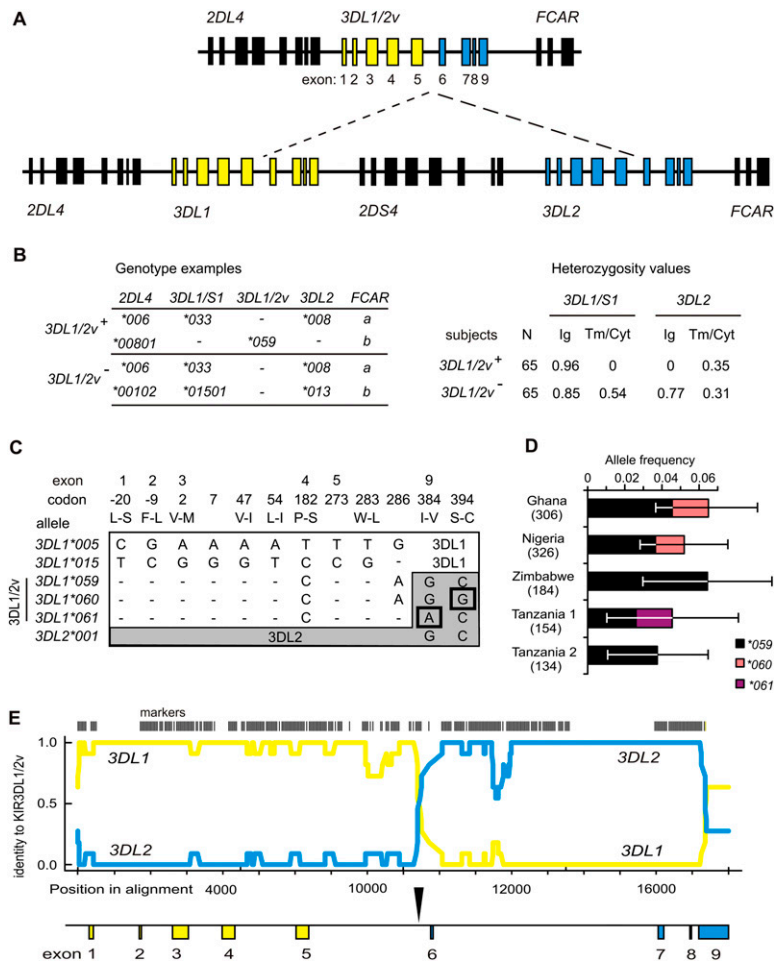 A
2DL4 3DL1/2v FCAR
exon: 1 2 3 4 5 6 7 8 9
2DL4 3DL1 2DS4 3DL2 FCAR
B
Genotype examples
2DL4 3DL1/S1 3DL1/2v 3DL2 FCAR
3DL1/2v+ *006 *033 - *008 a
*00801 - *059 - b
3DL1/2v- *006 *033 - *008 a
*00102 *01501 - *013 b
Heterozygosity values
3DL1/S1 3DL2
subjects N Ig Tm/Cyt Ig Tm/Cyt
3DL1/2v+ 65 0.96 0 0 0.35
3DL1/2v- 65 0.85 0.54 0.77 0.31
C
exon 1 2 3 4 5 9
codon -20 -9 2 7 47 54 182 273 283 286 384 394
allele L-S F-L V-M V-I L-I P-S W-L I-V S-C
3DL1*005 C G A A A A T T T G 3DL1
3DL1*015 T C G G G T C C G - 3DL1
3DL1/2v
3DL1*059 - - - - - - C - - A G C
3DL1*060 - - - - - - C - - A G G
3DL1*061 - - - - - - C - - - A C
3DL2*001 3DL2 G C
D
Allele frequency
0 0.02 0.04 0.06
Ghana
(306)
Nigeria
(326)
Zimbabwe
(184)
Tanzania 1
(154)
Tanzania 2
(134)
*059
*060
*061
E
markers
identity to KIR3DL1/2v
1.0
0.5
0.0
3DL1 3DL2
3DL2 3DL1
Position in alignment 4000 10000 12000 16000
exon 1 2 3 4 5 6 7 8 9